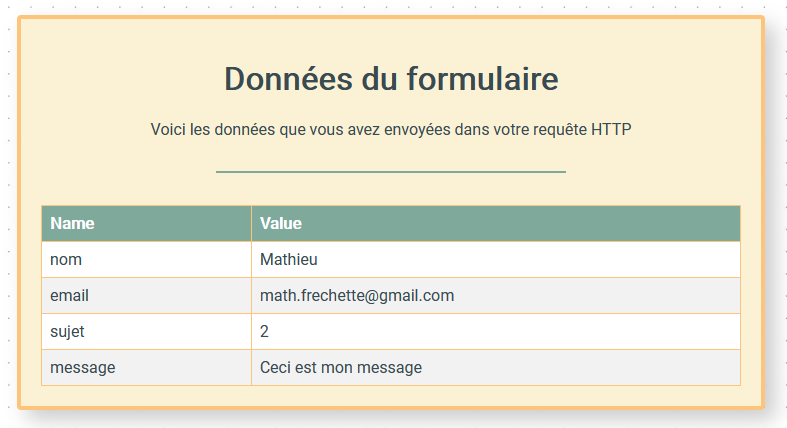 Données du formulaire
Voici les données que vous avez envoyées dans votre requête HTTP
Name Value
nom Mathieu
email math.frechette@gmail.com
sujet 2
message Ceci est mon message